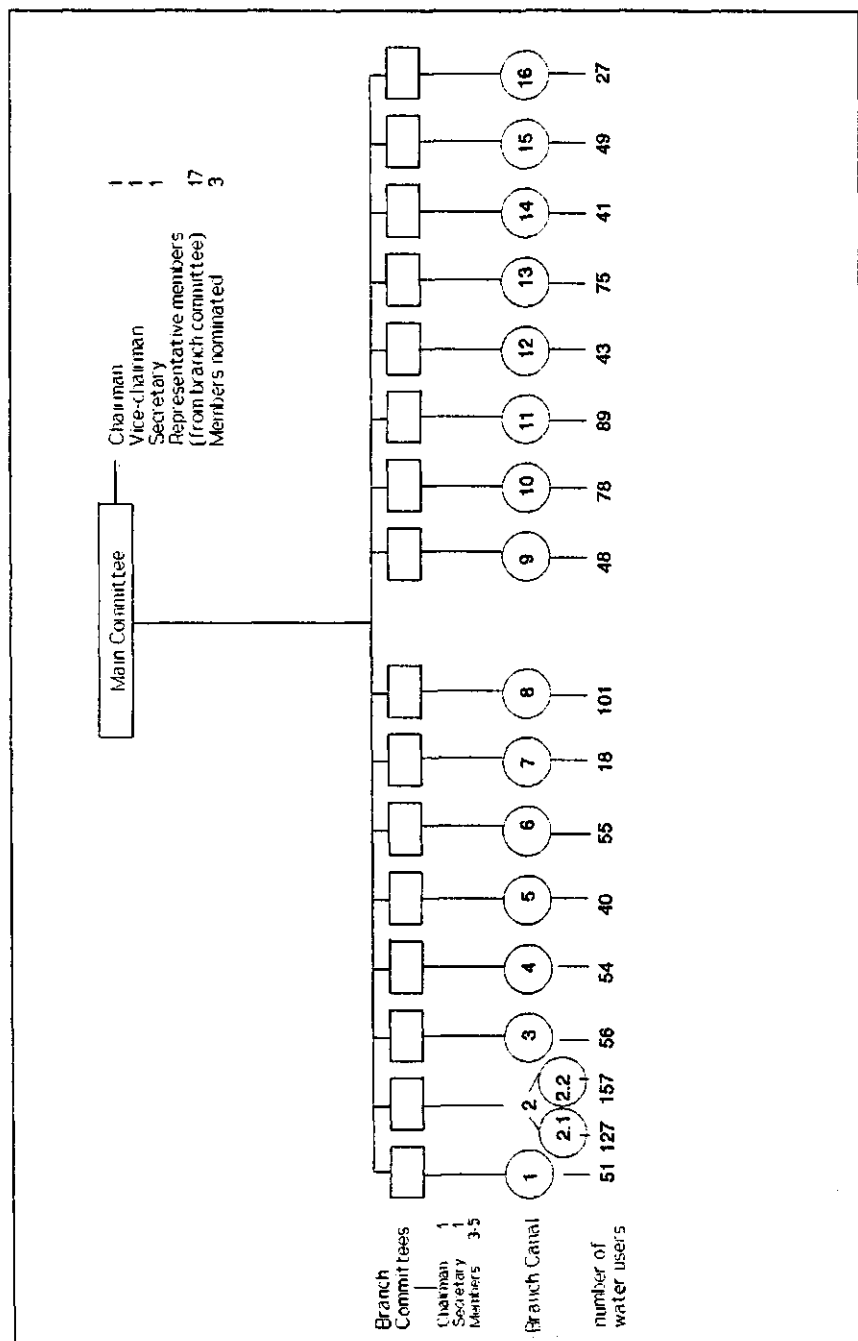 Main Committee
Chairman 1
Vice-chairman 1
Secretary 1
Representative members
(from branch committee) 17
Members nominated 3
Branch
Committees
Chairman 1
Secretary 1
Members 3-5
Branch Canal
1 2 2.1 2.2 3 4 5 6 7 8 9 10 11 12 13 14 15 16
number of
water users
51 127 157 56 54 40 55 18 101 48 78 89 43 75 41 49 27